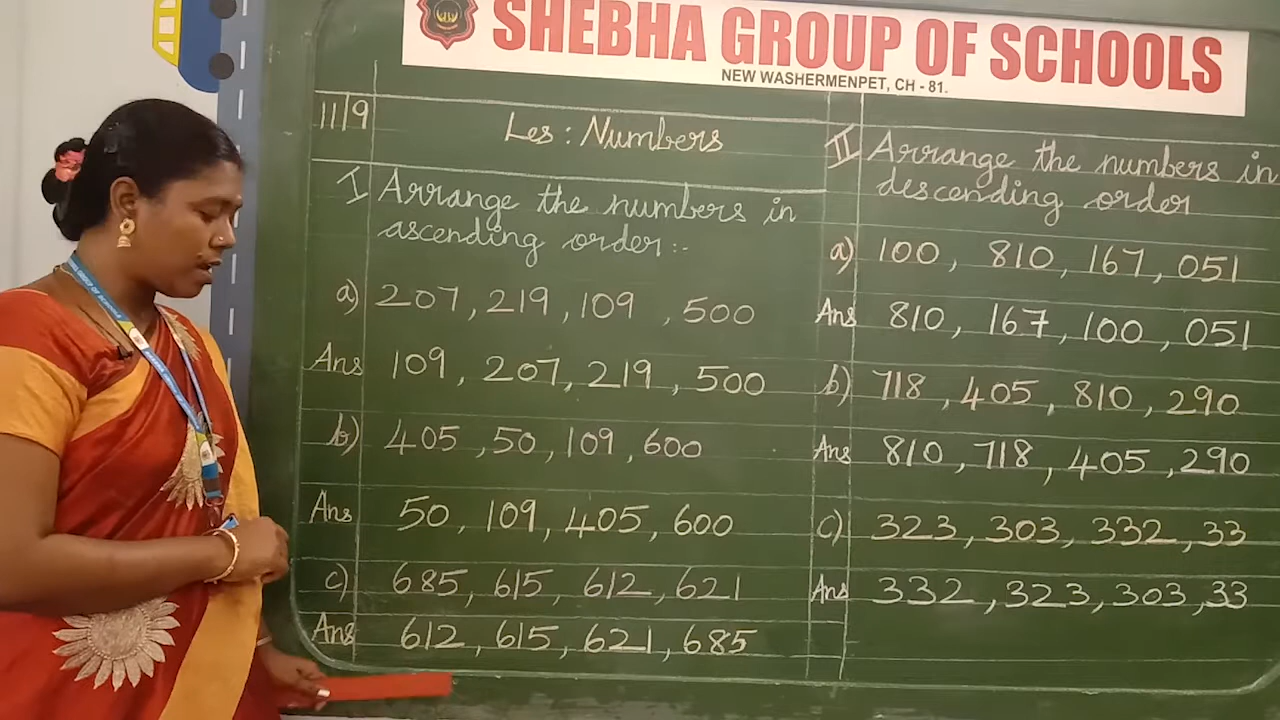 SHEBHA GROUP OF SCHOOLS
NEW WASHERMENPET, CH - 81.
11/9
Les : Numbers
I Arrange the numbers in
ascending order:-
a) 207, 219, 109, 500
Ans 109, 207, 219, 500
b) 405, 50, 109, 600
Ans 50, 109, 405, 600
c) 685, 615, 612, 621
Ans 612, 615, 621, 685
II Arrange the numbers in
descending order
a) 100, 810, 167, 051
Ans 810, 167, 100, 051
b) 718, 405, 810, 290
Ans 810, 718, 405, 290
c) 323, 303, 332, 33
Ans 332, 323, 303, 33